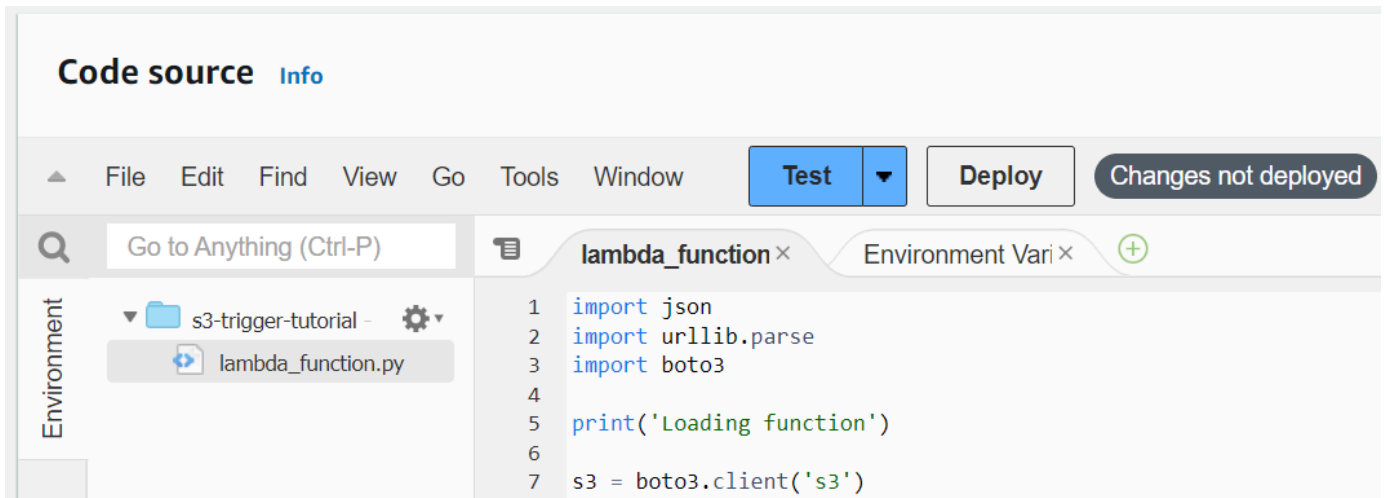 Code source Info
File Edit Find View Go Tools Window Test Deploy Changes not deployed
Go to Anything (Ctrl-P)
lambda_function× Environment Vari×
Environment
s3-trigger-tutorial -
lambda_function.py
1 import json
2 import urllib.parse
3 import boto3
4
5 print('Loading function')
6
7 s3 = boto3.client('s3')